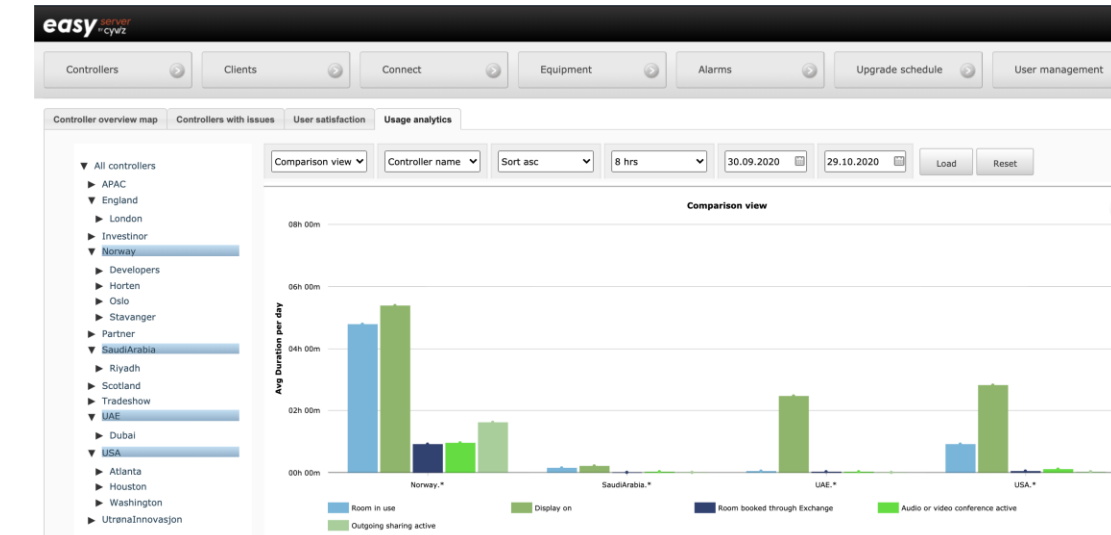 easy server
BY cyviz
Controllers Clients Connect Equipment Alarms Upgrade schedule User management
Controller overview map Controllers with issues User satisfaction Usage analytics
Comparison view Controller name Sort asc 8 hrs 30.09.2020 29.10.2020 Load Reset
▼ All controllers
▶ APAC
▼ England
▶ London
▶ Investinor
▼ Norway
▶ Developers
▶ Horten
▶ Oslo
▶ Stavanger
▶ Partner
▼ SaudiArabia
▶ Riyadh
▶ Scotland
▶ Tradeshow
▼ UAE
▶ Dubai
▼ USA
▶ Atlanta
▶ Houston
▶ Washington
▶ UtrønaInnovasjon
Comparison view
Avg Duration per day
08h 00m
06h 00m
04h 00m
02h 00m
00h 00m
Norway.* SaudiArabia.* UAE.* USA.*
Room in use Display on Room booked through Exchange Audio or video conference active
Outgoing sharing active